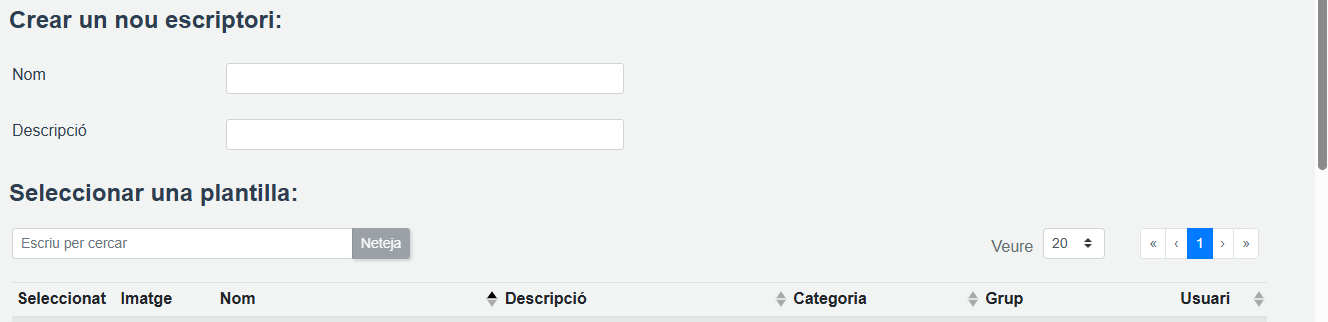 Crear un nou escriptori:
Nom
Descripció
Seleccionar una plantilla:
Escriu per cercar Neteja Veure 20 « ‹ 1 › »
Seleccionat Imatge Nom Descripció Categoria Grup Usuari